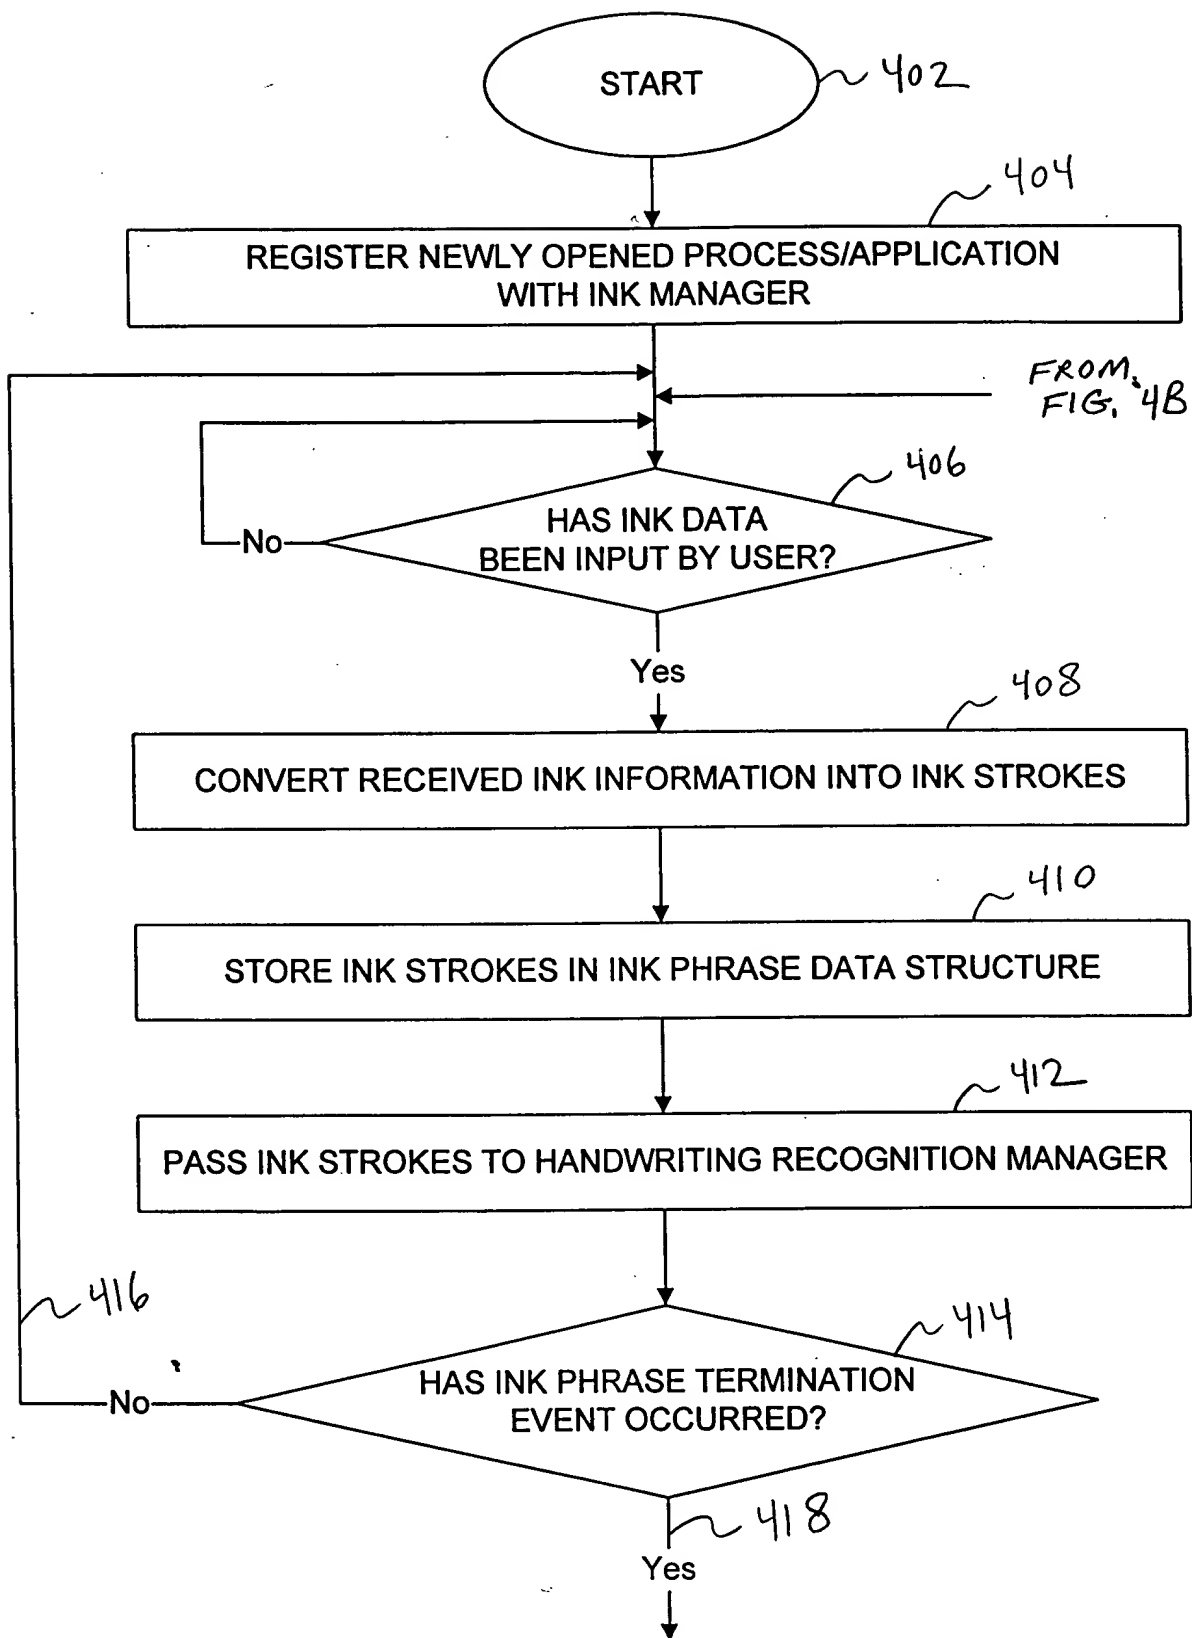 START
402
404
REGISTER NEWLY OPENED PROCESS/APPLICATION
WITH INK MANAGER
FROM.
FIG. 4B
406
HAS INK DATA
BEEN INPUT BY USER?
No
Yes
408
CONVERT RECEIVED INK INFORMATION INTO INK STROKES
410
STORE INK STROKES IN INK PHRASE DATA STRUCTURE
412
PASS INK STROKES TO HANDWRITING RECOGNITION MANAGER
416
414
HAS INK PHRASE TERMINATION
EVENT OCCURRED?
No
418
Yes